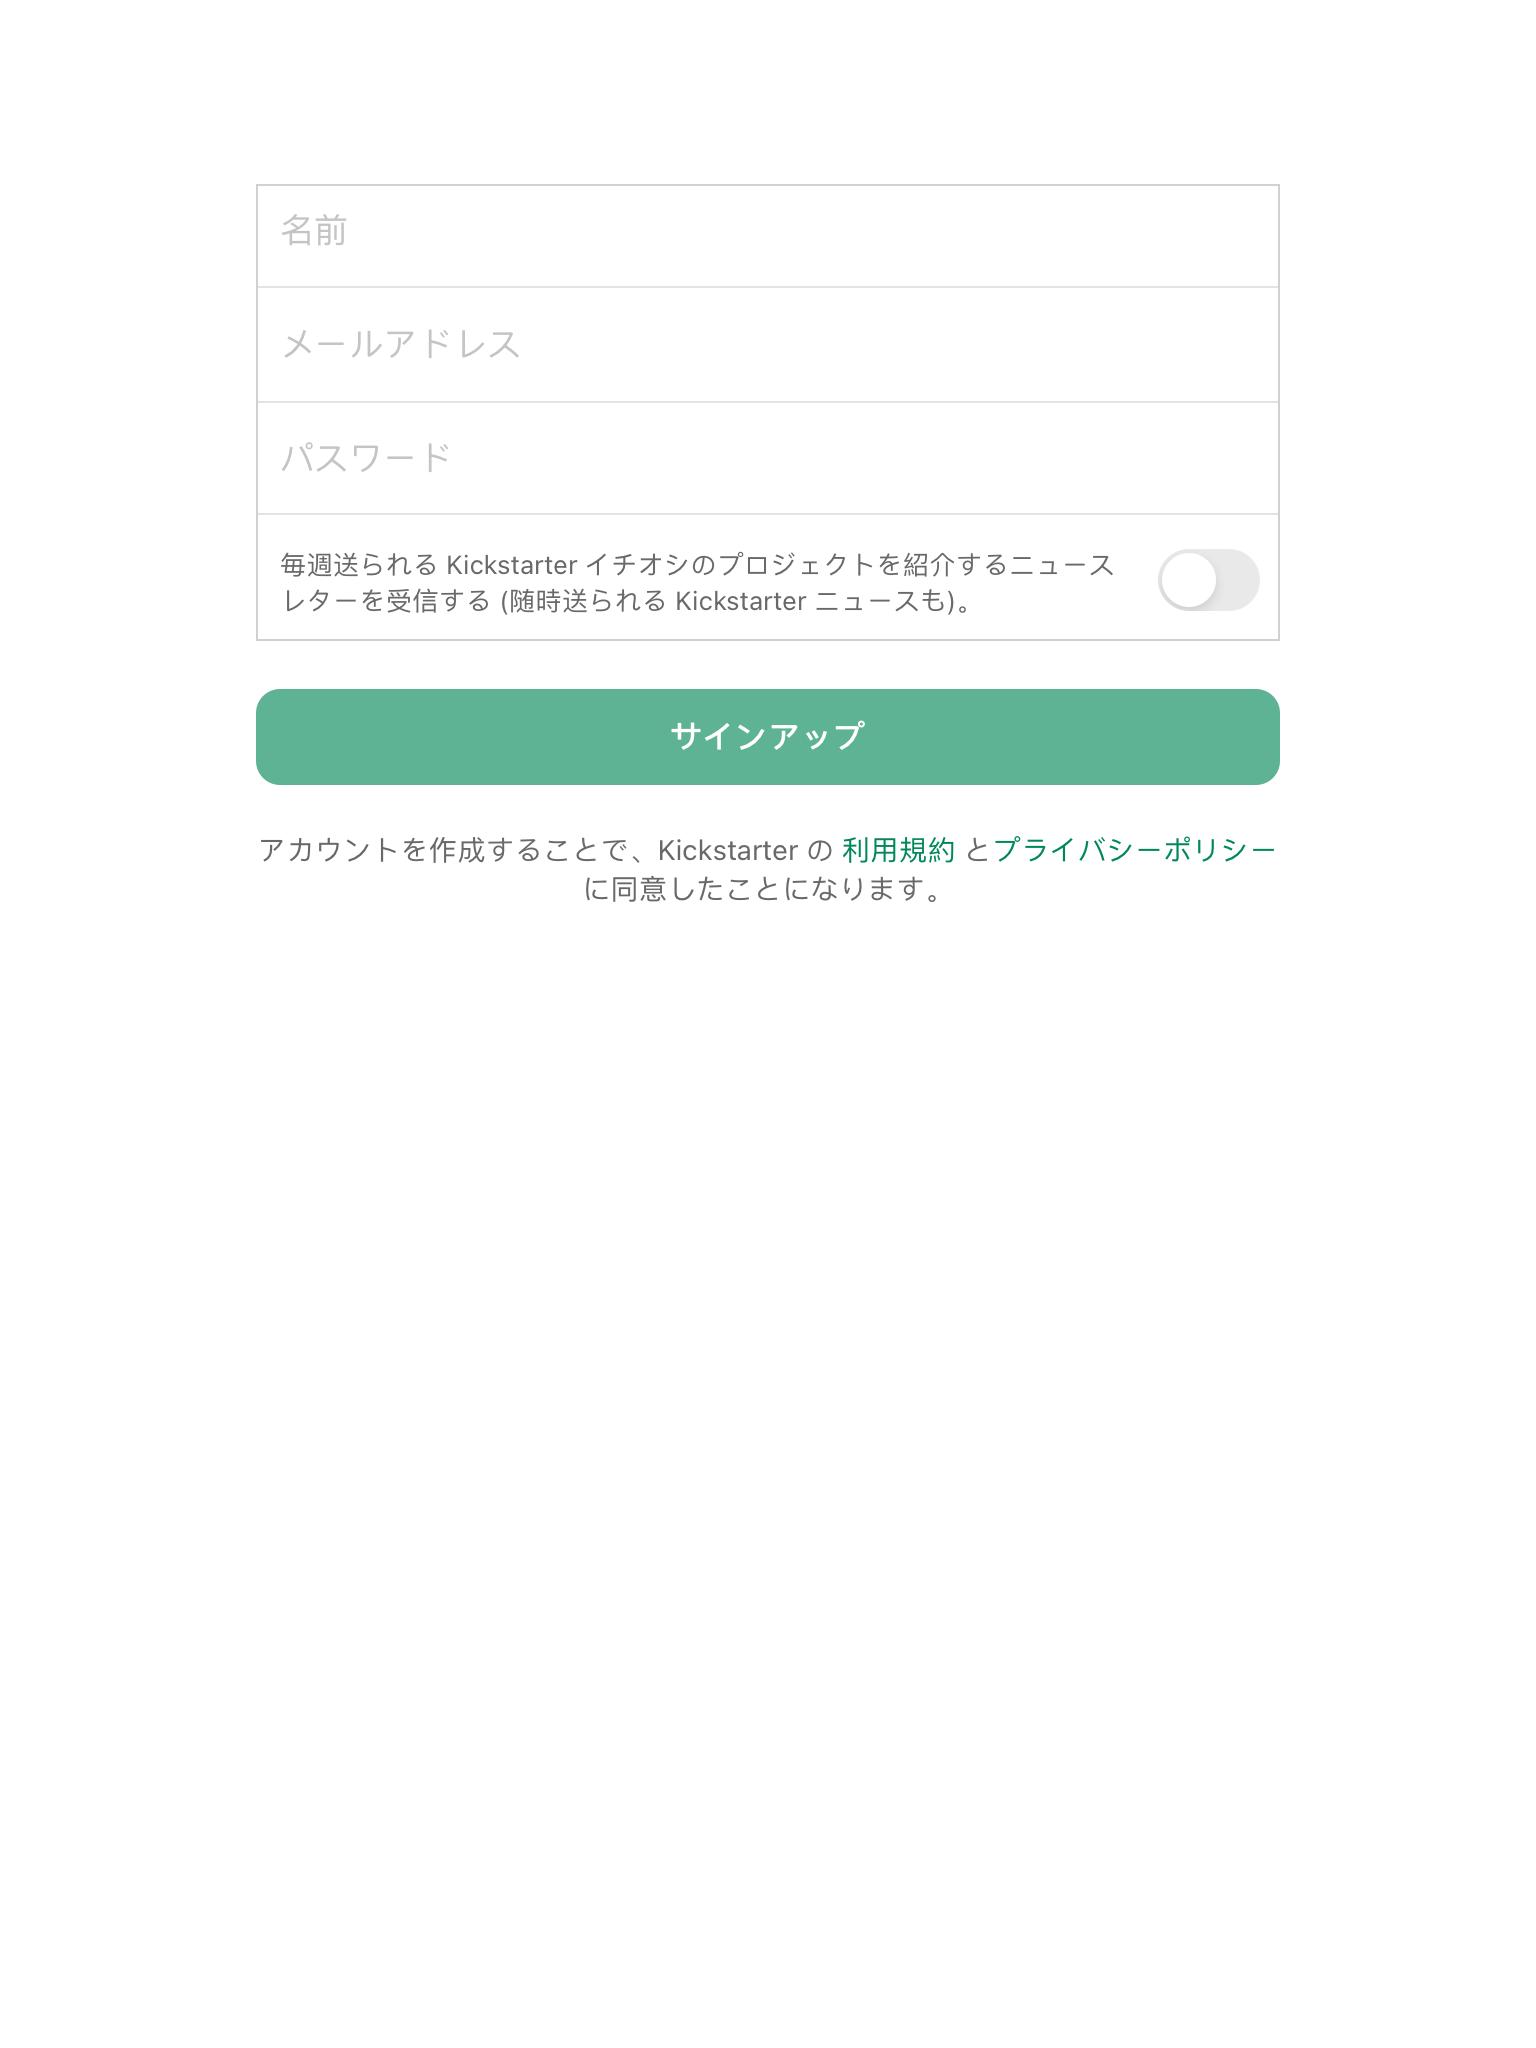 名前
メールアドレス
パスワード
毎週送られる Kickstarter イチオシのプロジェクトを紹介するニュース
レターを受信する (随時送られる Kickstarter ニュースも)。
サインアップ
アカウントを作成することで、Kickstarter の 利用規約 とプライバシーポリシー
に同意したことになります。